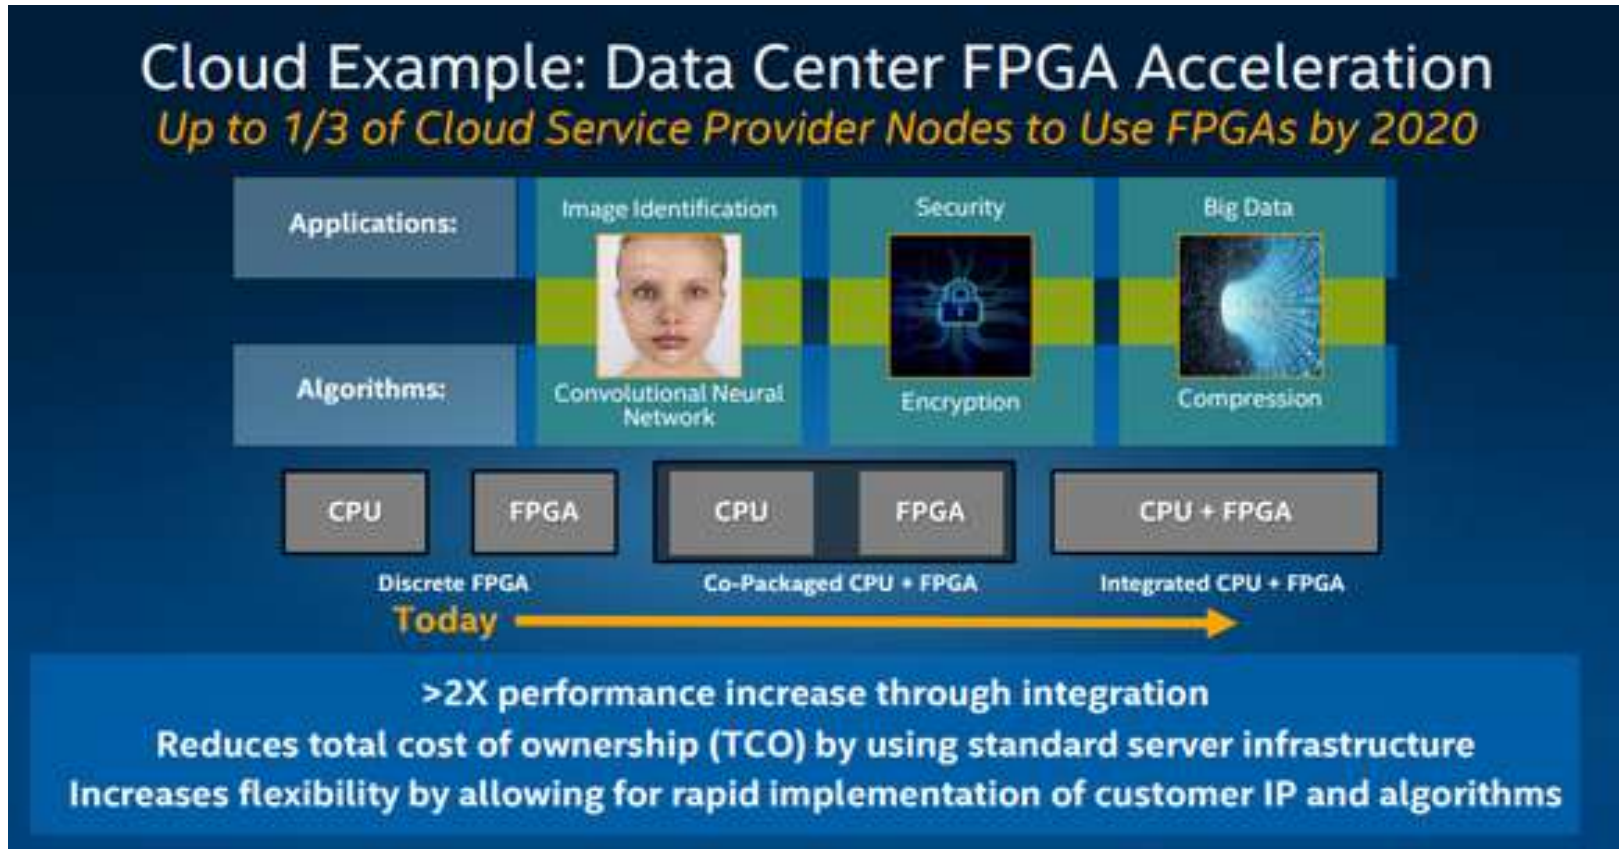 Cloud Example: Data Center FPGA Acceleration
Up to 1/3 of Cloud Service Provider Nodes to Use FPGAs by 2020
Applications:
Image Identification
Security
Big Data
Algorithms:
Convolutional Neural
Network
Encryption
Compression
CPU
FPGA
CPU
FPGA
CPU + FPGA
Discrete FPGA
Co-Packaged CPU + FPGA
Integrated CPU + FPGA
Today
>2X performance increase through integration
Reduces total cost of ownership (TCO) by using standard server infrastructure
Increases flexibility by allowing for rapid implementation of customer IP and algorithms